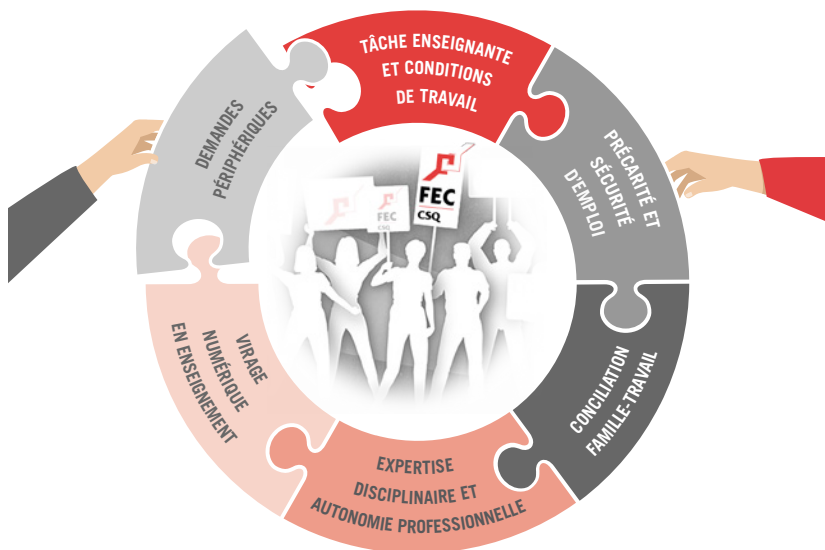 TÂCHE ENSEIGNANTE
ET CONDITIONS
DE TRAVAIL
PRÉCARITÉ ET
SÉCURITÉ
D'EMPLOI
CONCILIATION
FAMILLE-TRAVAIL
EXPERTISE
DISCIPLINAIRE ET
AUTONOMIE PROFESSIONNELLE
VIRAGE
NUMÉRIQUE
EN ENSEIGNEMENT
DEMANDES
PÉRIPHÉRIQUES
FEC
CSQ
FEC
CSQ